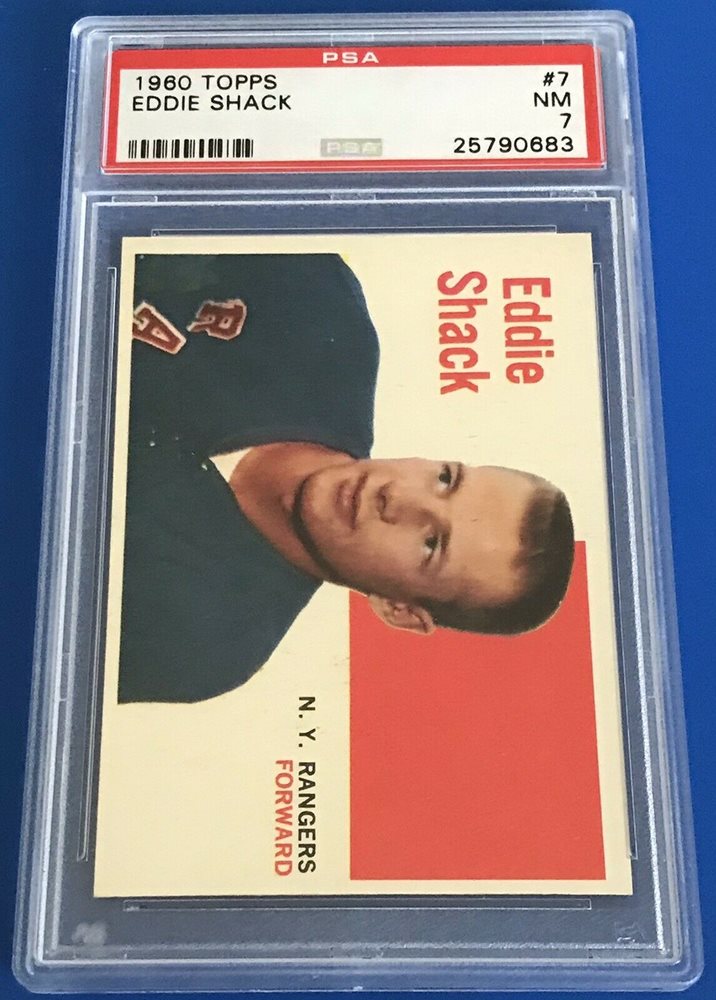 PSA
1960 TOPPS #7
EDDIE SHACK NM
7
PSA 25790683
Eddie
Shack
R
A
N. Y. RANGERS
FORWARD